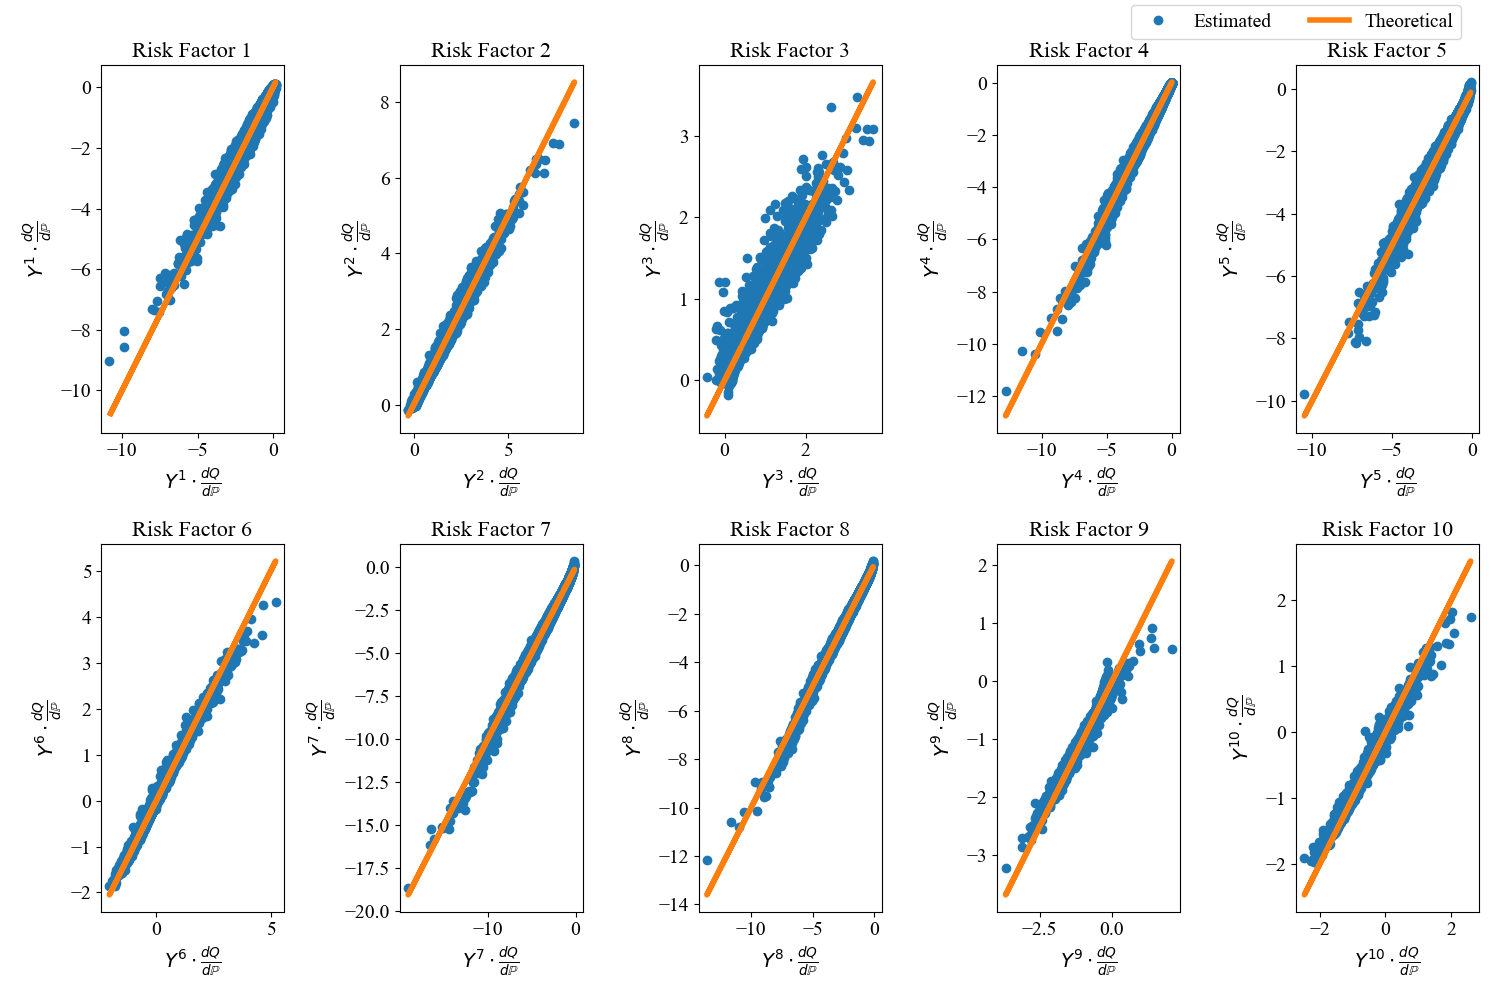 Estimated Theoretical
Risk Factor 1 Risk Factor 2 Risk Factor 3 Risk Factor 4 Risk Factor 5
0
−2
−4
−6
−8
−10
−10 −5 0
Y¹ · dQ/dℙ
Y¹ · dQ/dℙ
8
6
4
2
0
0 5
Y² · dQ/dℙ
Y² · dQ/dℙ
3
2
1
0
0 2
Y³ · dQ/dℙ
Y³ · dQ/dℙ
0
−2
−4
−6
−8
−10
−12
−10 −5 0
Y⁴ · dQ/dℙ
Y⁴ · dQ/dℙ
0
−2
−4
−6
−8
−10
−10 −5 0
Y⁵ · dQ/dℙ
Y⁵ · dQ/dℙ
Risk Factor 6 Risk Factor 7 Risk Factor 8 Risk Factor 9 Risk Factor 10
5
4
3
2
1
0
−1
−2
0 5
Y⁶ · dQ/dℙ
Y⁶ · dQ/dℙ
0.0
−2.5
−5.0
−7.5
−10.0
−12.5
−15.0
−17.5
−20.0
−10 0
Y⁷ · dQ/dℙ
Y⁷ · dQ/dℙ
0
−2
−4
−6
−8
−10
−12
−14
−10 −5 0
Y⁸ · dQ/dℙ
Y⁸ · dQ/dℙ
2
1
0
−1
−2
−3
−2.5 0.0
Y⁹ · dQ/dℙ
Y⁹ · dQ/dℙ
2
1
0
−1
−2
−2 0 2
Y¹⁰ · dQ/dℙ
Y¹⁰ · dQ/dℙ